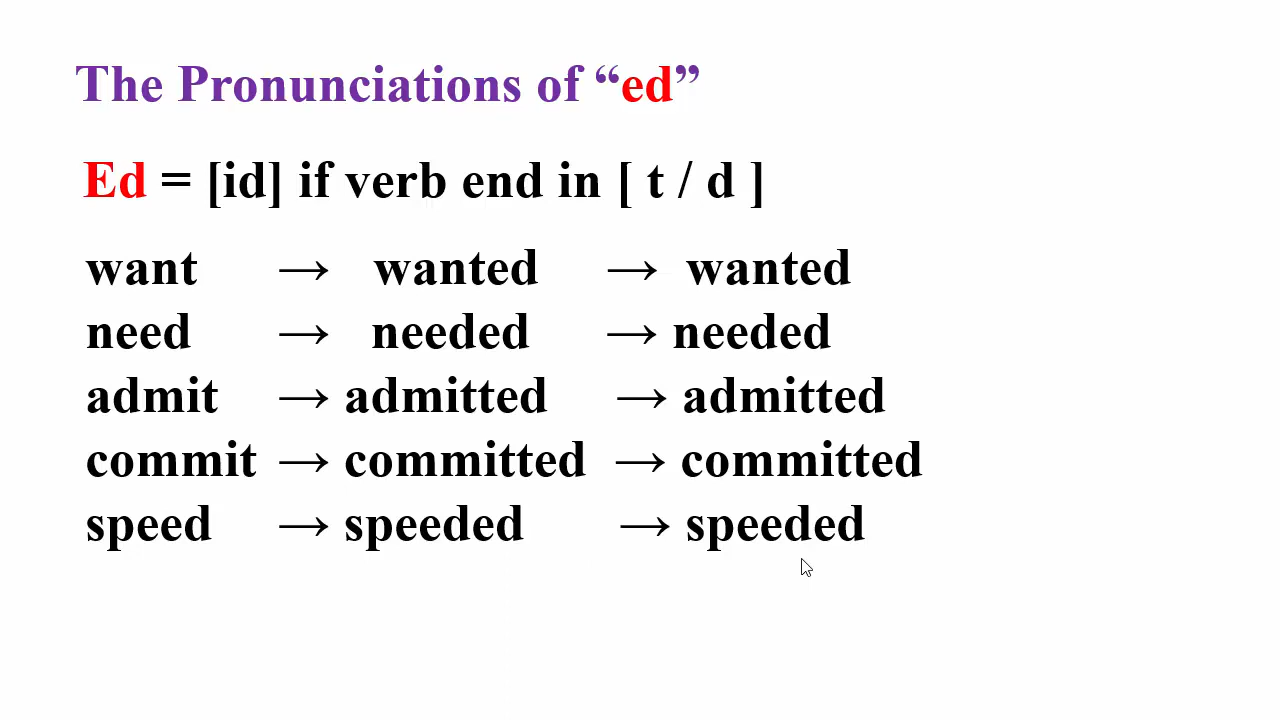 The Pronunciations of “ed”
Ed = [id] if verb end in [ t / d ]
want → wanted → wanted
need → needed → needed
admit → admitted → admitted
commit → committed → committed
speed → speeded → speeded